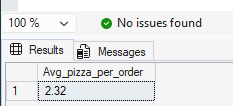 100 %
No issues found
Results
Messages
Avg_pizza_per_order
1
2.32